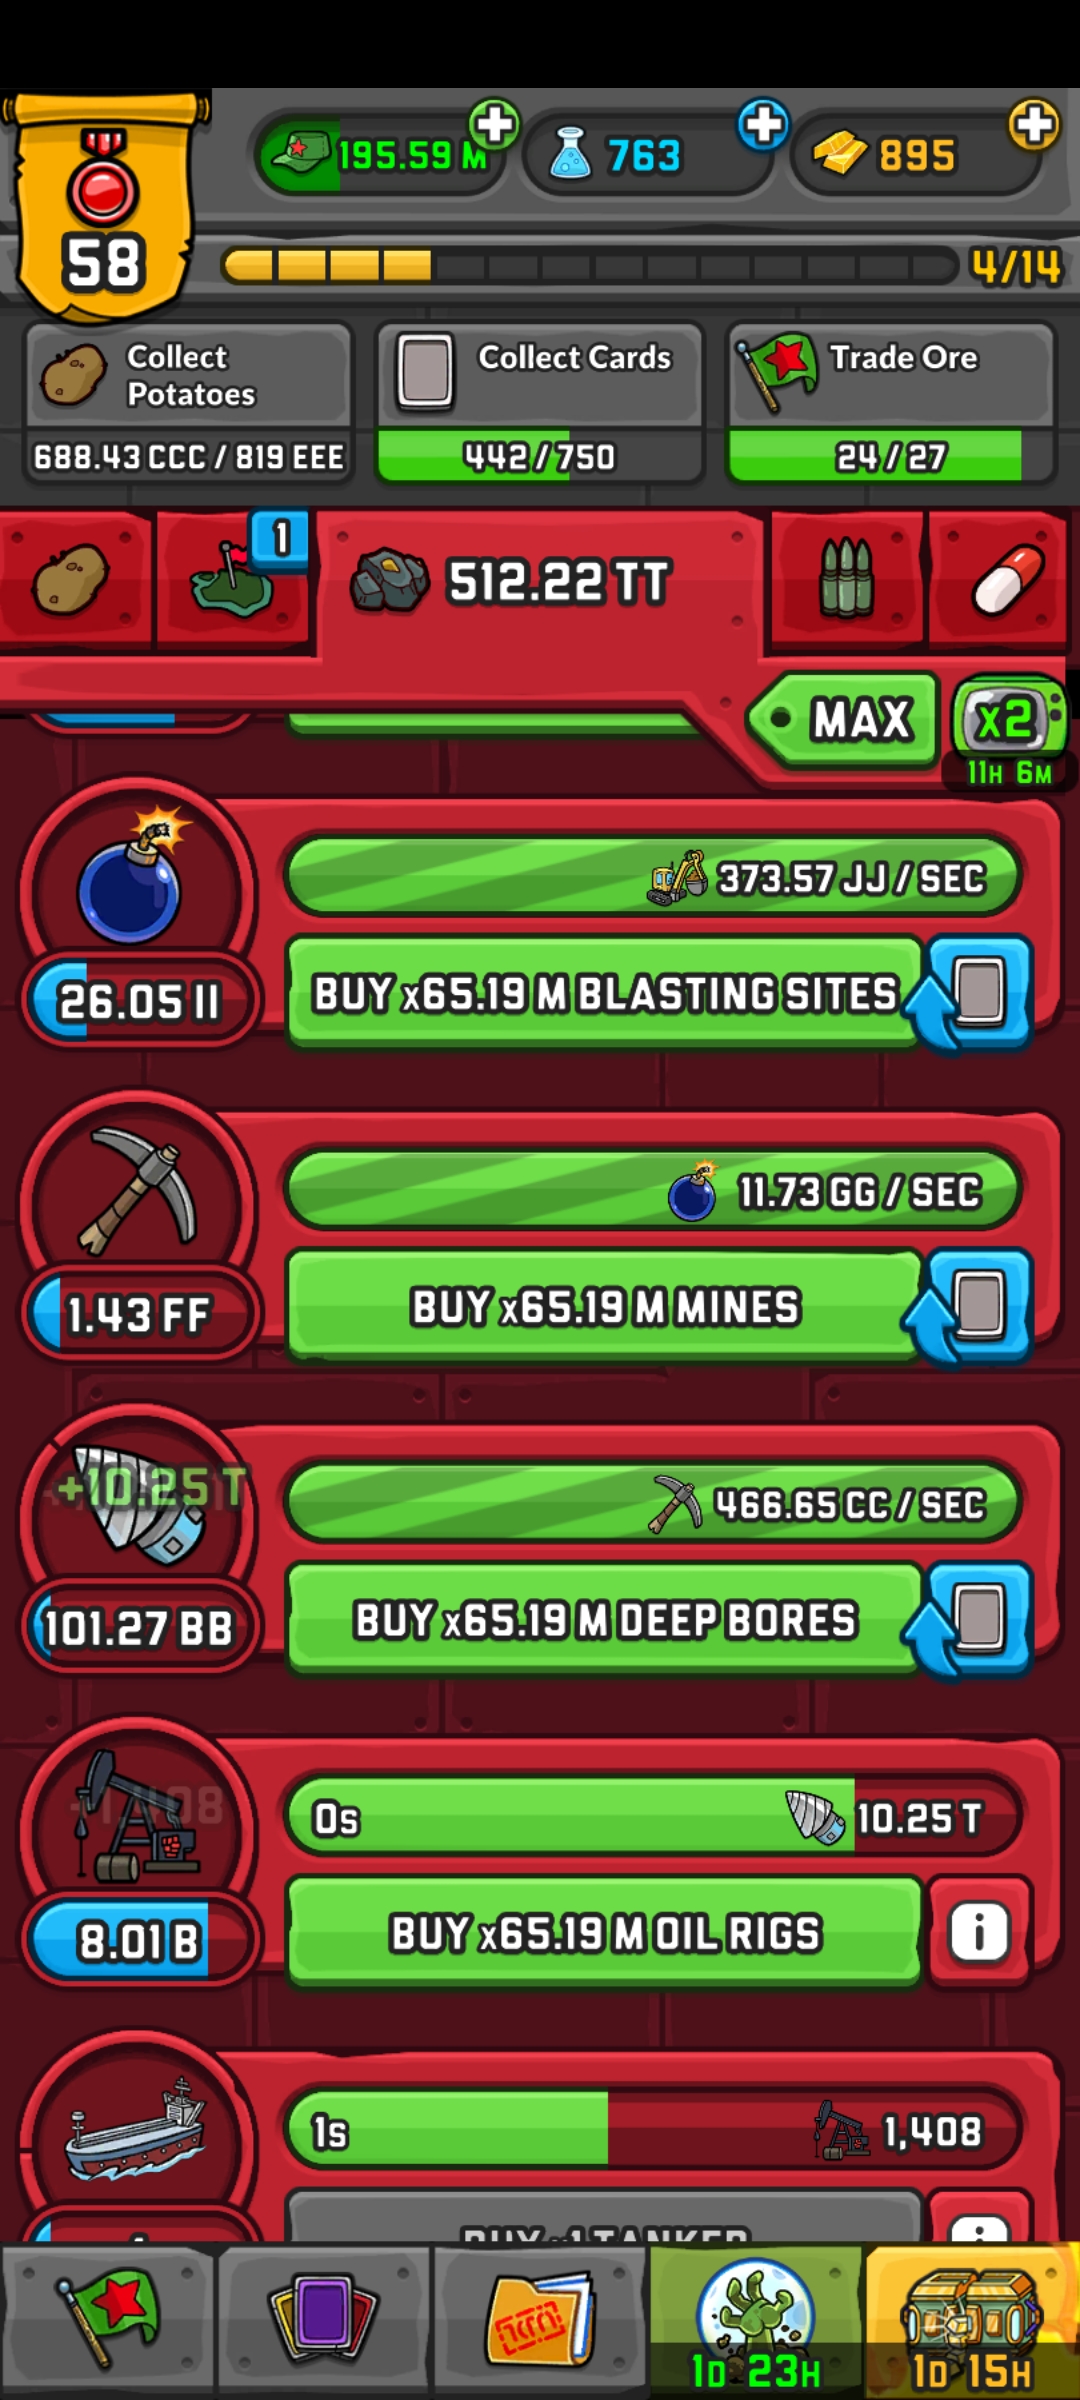 195.59 M
763
895
58
4/14
Collect
Potatoes
688.43 CCC / 819 EEE
Collect Cards
442 / 750
Trade Ore
24 / 27
1
512.22 TT
MAX
x2
11H 6M
373.57 JJ / SEC
26.05 II
BUY x65.19 M BLASTING SITES
11.73 GG / SEC
1.43 FF
BUY x65.19 M MINES
+10.25 T
466.65 CC / SEC
101.27 BB
BUY x65.19 M DEEP BORES
+1,408
0s
10.25 T
8.01 B
BUY x65.19 M OIL RIGS
i
1s
1,408
BUY x1 TANKER
i
1D 23H
1D 15H